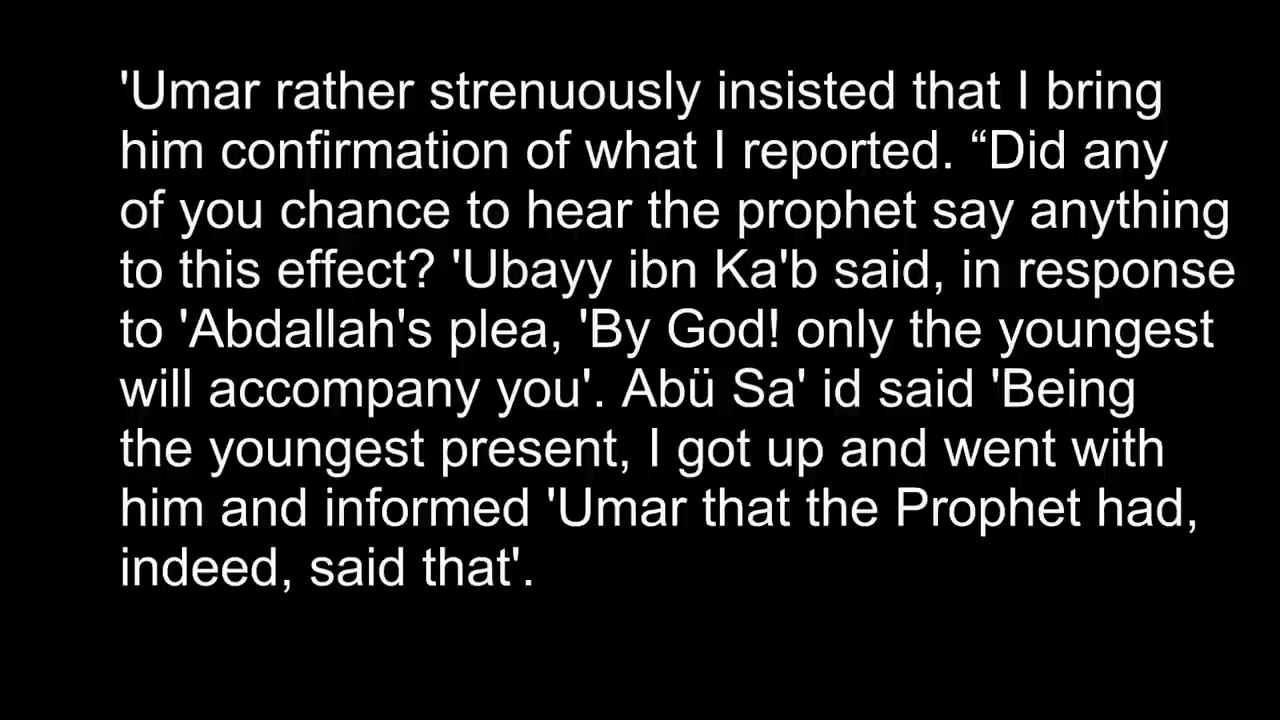 'Umar rather strenuously insisted that I bring
him confirmation of what I reported. “Did any
of you chance to hear the prophet say anything
to this effect? 'Ubayy ibn Ka'b said, in response
to 'Abdallah's plea, 'By God! only the youngest
will accompany you'. Abü Sa' id said 'Being
the youngest present, I got up and went with
him and informed 'Umar that the Prophet had,
indeed, said that'.